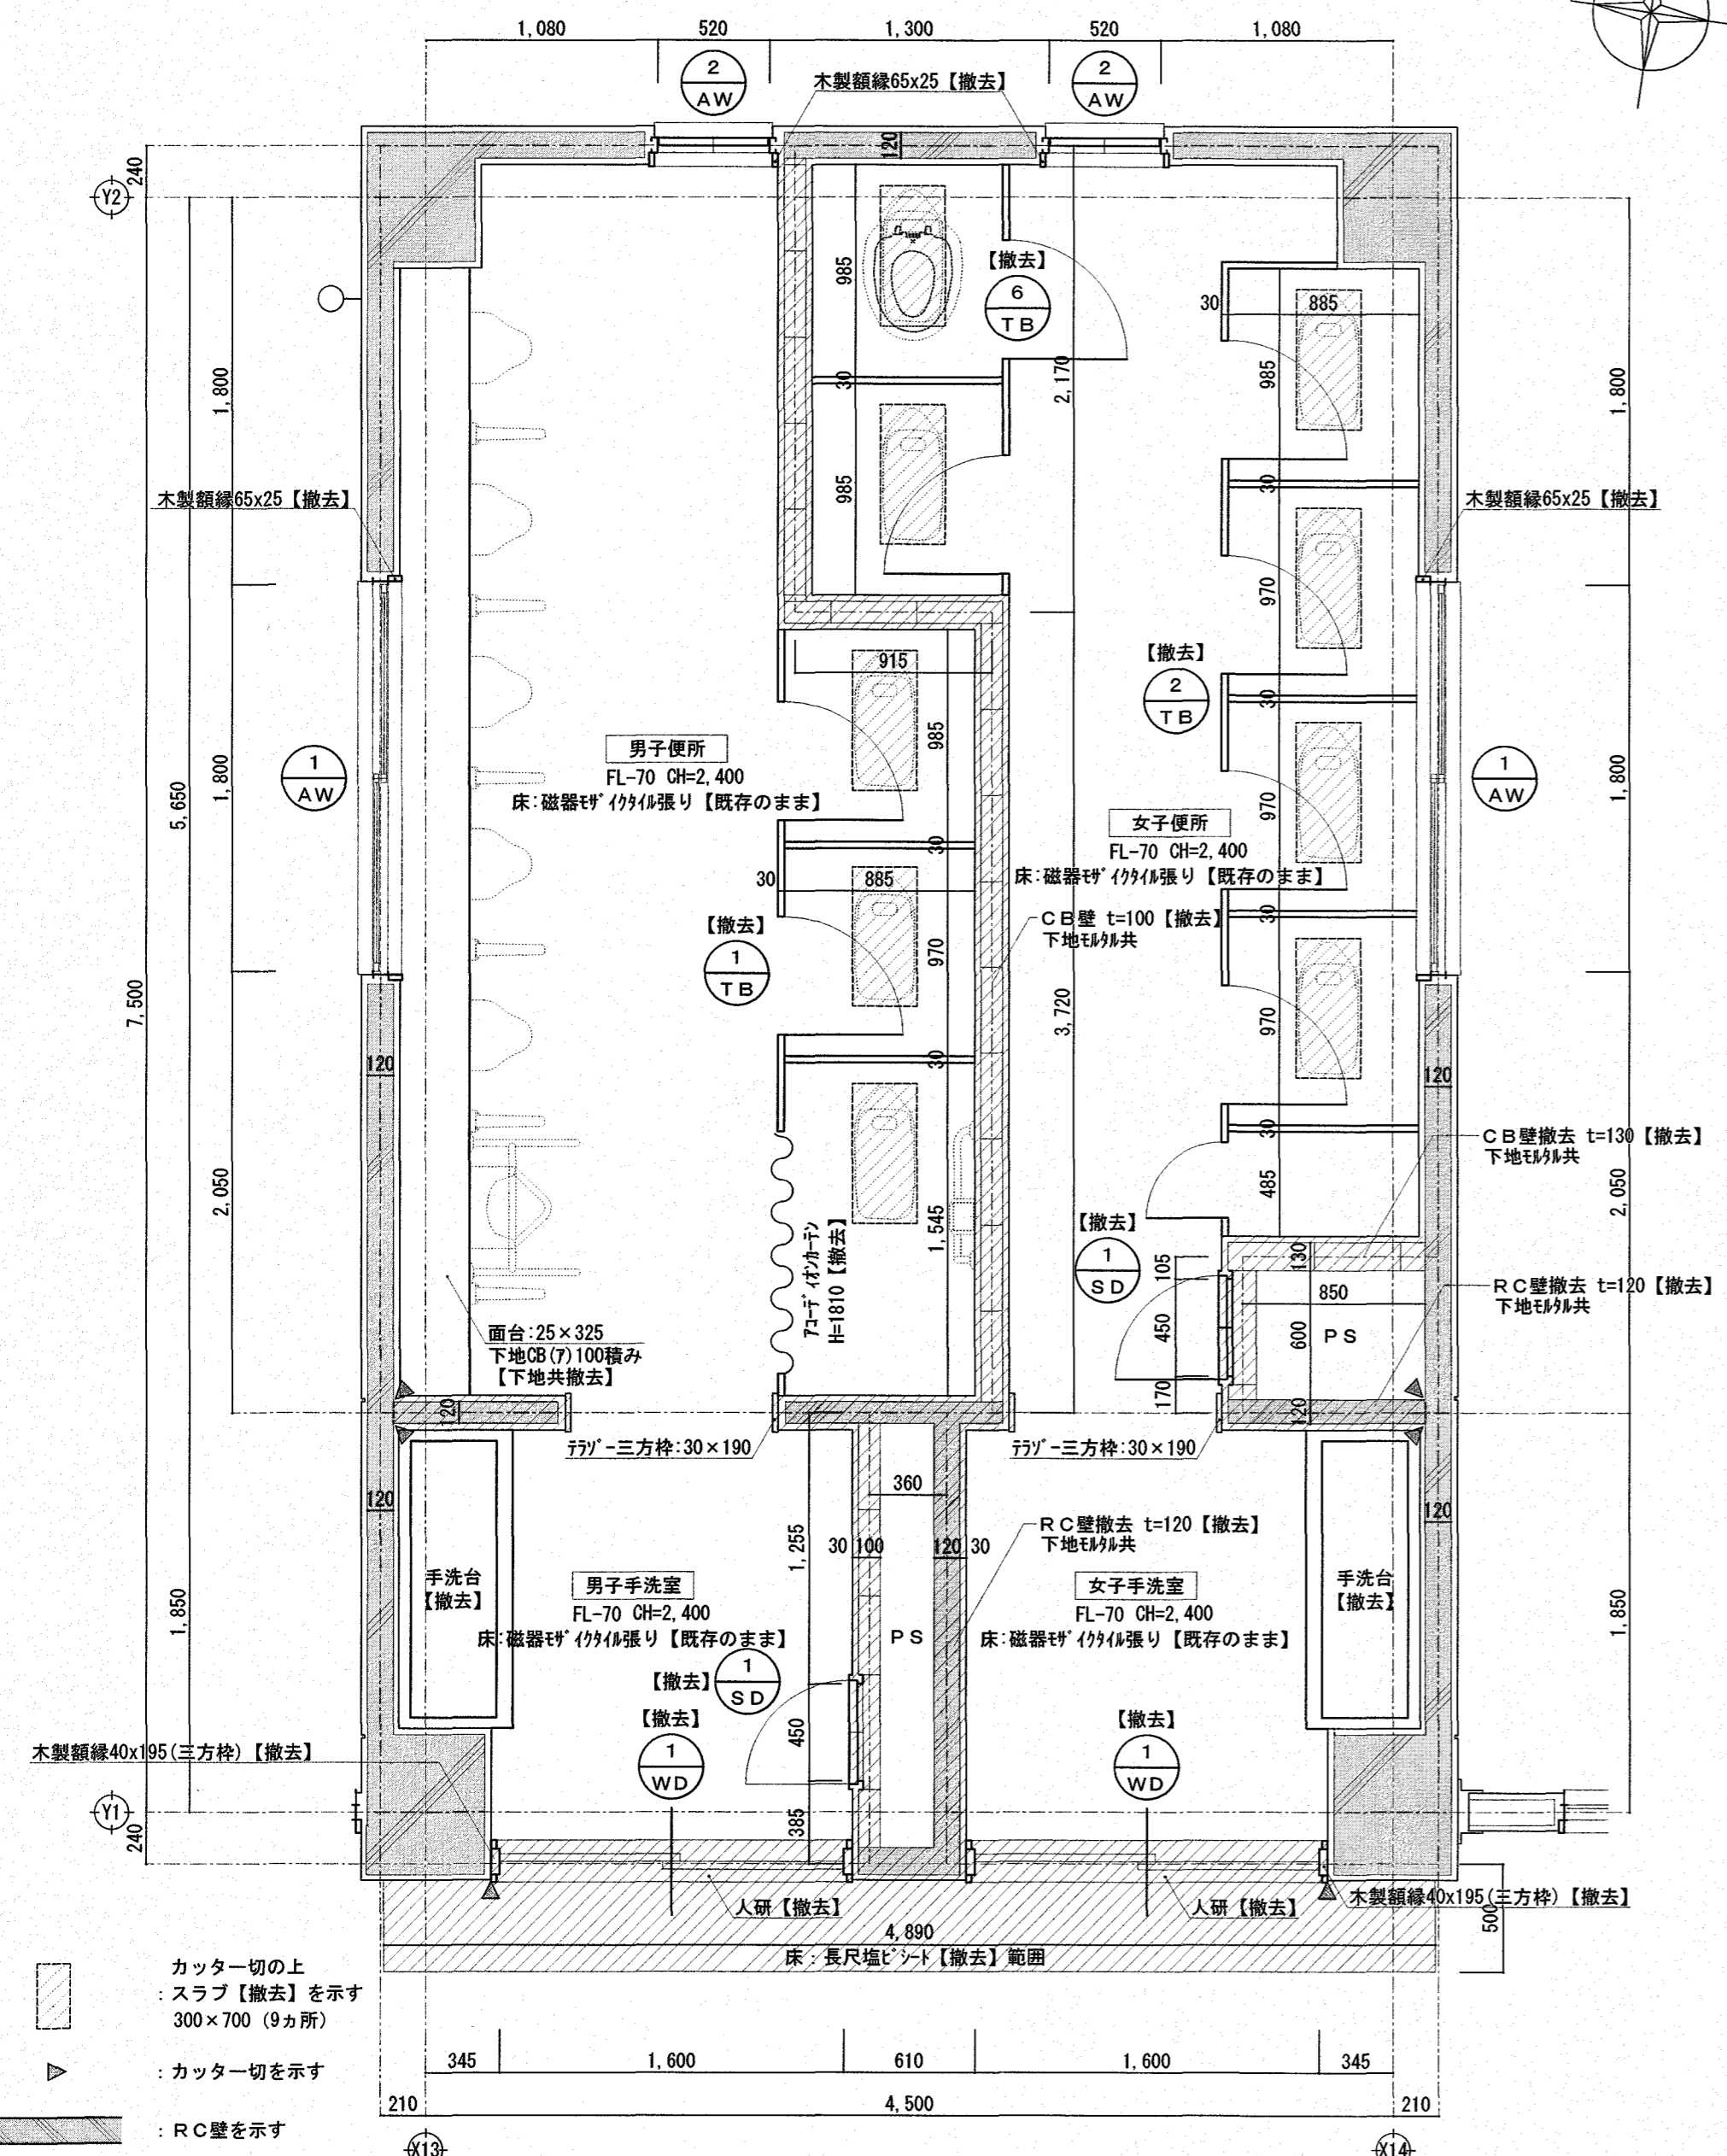 1,080
520
1,300
520
1,080
2
AW
2
AW
木製額縁65x25【撤去】
240
Y2
120
985
【撤去】
6
TB
30
885
985
1,800
1,800
30
2,170
985
30
木製額縁65x25【撤去】
木製額縁65x25【撤去】
970
【撤去】
2
TB
915
30
985
男子便所
FL-70 CH=2,400
床:磁器ﾓｻﾞｲｸﾀｲﾙ張り【既存のまま】
1
AW
1,800
5,650
1,800
1
AW
970
女子便所
FL-70 CH=2,400
床:磁器ﾓｻﾞｲｸﾀｲﾙ張り【既存のまま】
30
30
885
30
【撤去】
1
TB
970
CB壁 t=100【撤去】
下地ﾓﾙﾀﾙ共
7,500
3,720
970
30
120
120
30
CB壁撤去 t=130【撤去】
下地ﾓﾙﾀﾙ共
485
2,050
2,050
1,545
ｱｺｰﾃﾞｨｵﾝｶｰﾃﾝ
H=1810【撤去】
【撤去】
1
SD
105
450
170
130
850
600
PS
120
RC壁撤去 t=120【撤去】
下地ﾓﾙﾀﾙ共
面台:25×325
下地CB(ｱ)100積み
【下地共撤去】
120
ﾃﾗｿﾞｰ三方枠:30×190
ﾃﾗｿﾞｰ三方枠:30×190
360
120
120
1,255
30
100
120
30
RC壁撤去 t=120【撤去】
下地ﾓﾙﾀﾙ共
手洗台
【撤去】
男子手洗室
FL-70 CH=2,400
床:磁器ﾓｻﾞｲｸﾀｲﾙ張り【既存のまま】
PS
女子手洗室
FL-70 CH=2,400
床:磁器ﾓｻﾞｲｸﾀｲﾙ張り【既存のまま】
手洗台
【撤去】
1,850
1,850
【撤去】
1
SD
450
【撤去】
1
WD
【撤去】
1
WD
木製額縁40x195(三方枠)【撤去】
Y1
240
385
人研【撤去】
人研【撤去】
木製額縁40x195(三方枠)【撤去】
500
4,890
床:長尺塩ﾋﾞｼｰﾄ【撤去】範囲
カッター切の上
:スラブ【撤去】を示す
300×700 (9ヵ所)
:カッター切を示す
:RC壁を示す
345
1,600
610
1,600
345
210
4,500
210
X13
X14